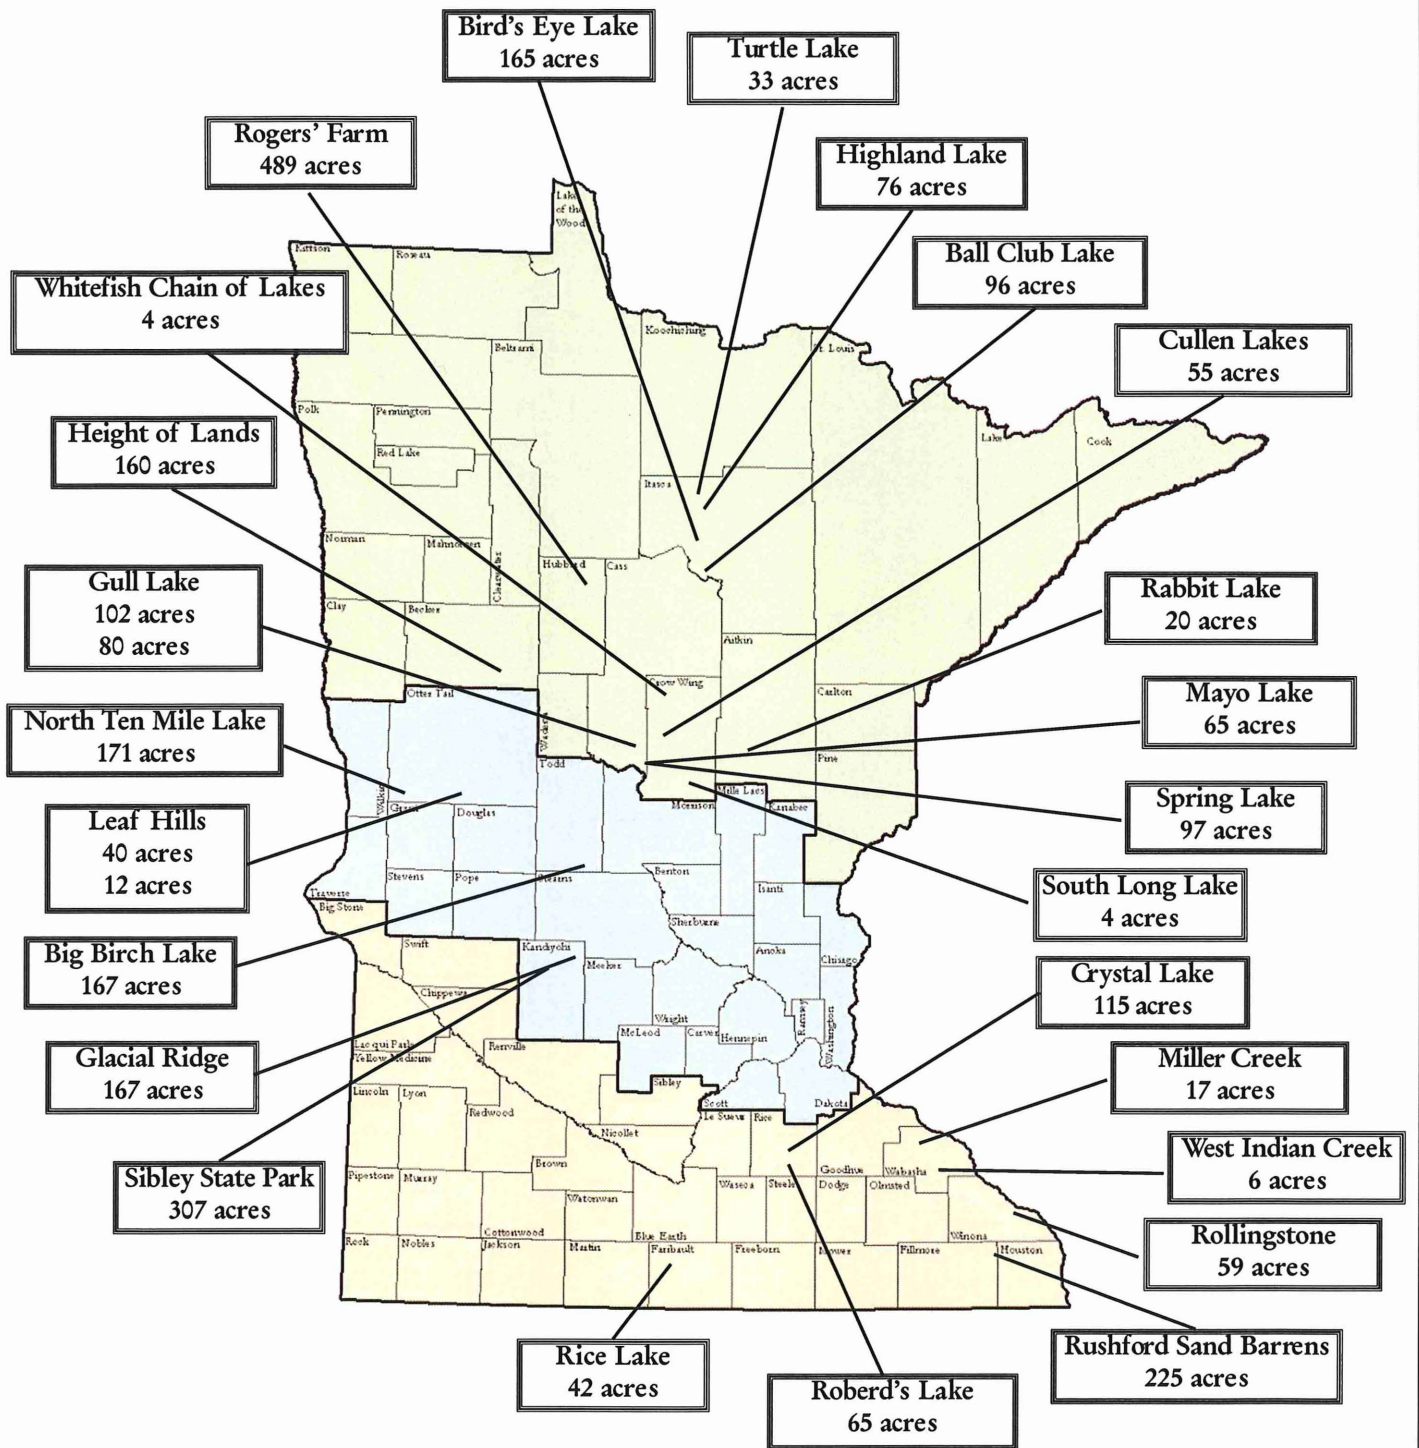 Bird's Eye Lake
165 acres
Turtle Lake
33 acres
Rogers' Farm
489 acres
Highland Lake
76 acres
Ball Club Lake
96 acres
Whitefish Chain of Lakes
4 acres
Cullen Lakes
55 acres
Height of Lands
160 acres
Gull Lake
102 acres
80 acres
Rabbit Lake
20 acres
North Ten Mile Lake
171 acres
Mayo Lake
65 acres
Spring Lake
97 acres
Leaf Hills
40 acres
12 acres
South Long Lake
4 acres
Big Birch Lake
167 acres
Crystal Lake
115 acres
Glacial Ridge
167 acres
Miller Creek
17 acres
Sibley State Park
307 acres
West Indian Creek
6 acres
Rollingstone
59 acres
Rushford Sand Barrens
225 acres
Rice Lake
42 acres
Roberd's Lake
65 acres
Lake
of the
Wood
Kittson
Roseau
Koochiching
St. Louis
Beltrami
Polk
Pennington
Red Lake
Lake
Cook
Itasca
Norman
Mahnomen
Clearwater
Hubbard
Cass
Clay
Becker
Aitkin
Crow Wing
Carlton
Otter Tail
Wadena
Todd
Pine
Wilkin
Mille Lacs
Morrison
Kanabec
Grant
Douglas
Stevens
Pope
Stearns
Benton
Isanti
Traverse
Big Stone
Sherburne
Swift
Kandiyohi
Meeker
Anoka
Chisago
Chippewa
Wright
Hennepin
Ramsey
Washington
McLeod
Carver
Lac qui Parle
Yellow Medicine
Renville
Sibley
Scott
Dakota
Lincoln
Lyon
Redwood
Nicollet
Le Sueur
Rice
Brown
Goodhue
Wabasha
Pipestone
Murray
Cottonwood
Watonwan
Blue Earth
Waseca
Steele
Dodge
Olmsted
Winona
Rock
Nobles
Jackson
Martin
Faribault
Freeborn
Mower
Fillmore
Houston